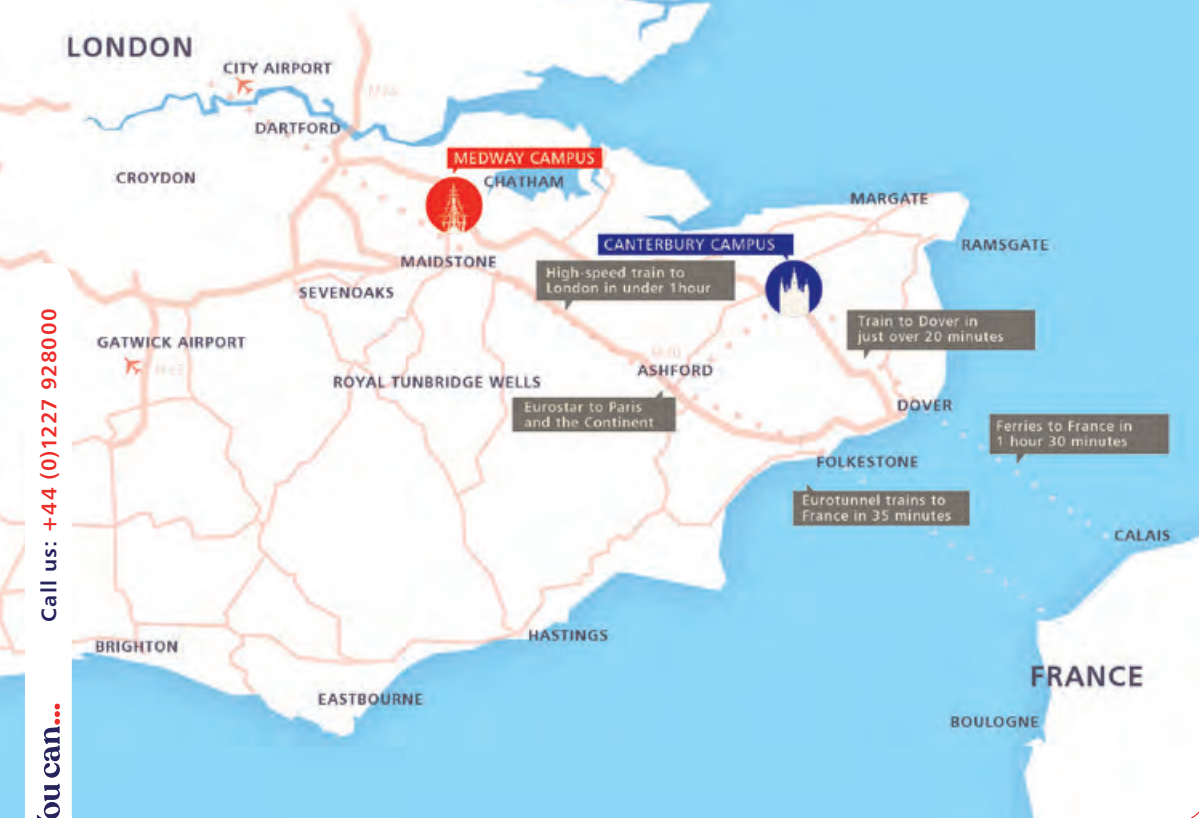 LONDON
CITY AIRPORT
DARTFORD
CROYDON
MEDWAY CAMPUS
CHATHAM
MARGATE
RAMSGATE
CANTERBURY CAMPUS
MAIDSTONE
High-speed train to
London in under 1hour
SEVENOAKS
Train to Dover in
just over 20 minutes
GATWICK AIRPORT
ASHFORD
ROYAL TUNBRIDGE WELLS
Eurostar to Paris
and the Continent
DOVER
Ferries to France in
1 hour 30 minutes
FOLKESTONE
Eurotunnel trains to
France in 35 minutes
CALAIS
HASTINGS
BRIGHTON
FRANCE
EASTBOURNE
BOULOGNE
Call us: +44 (0)1227 928000
You can...